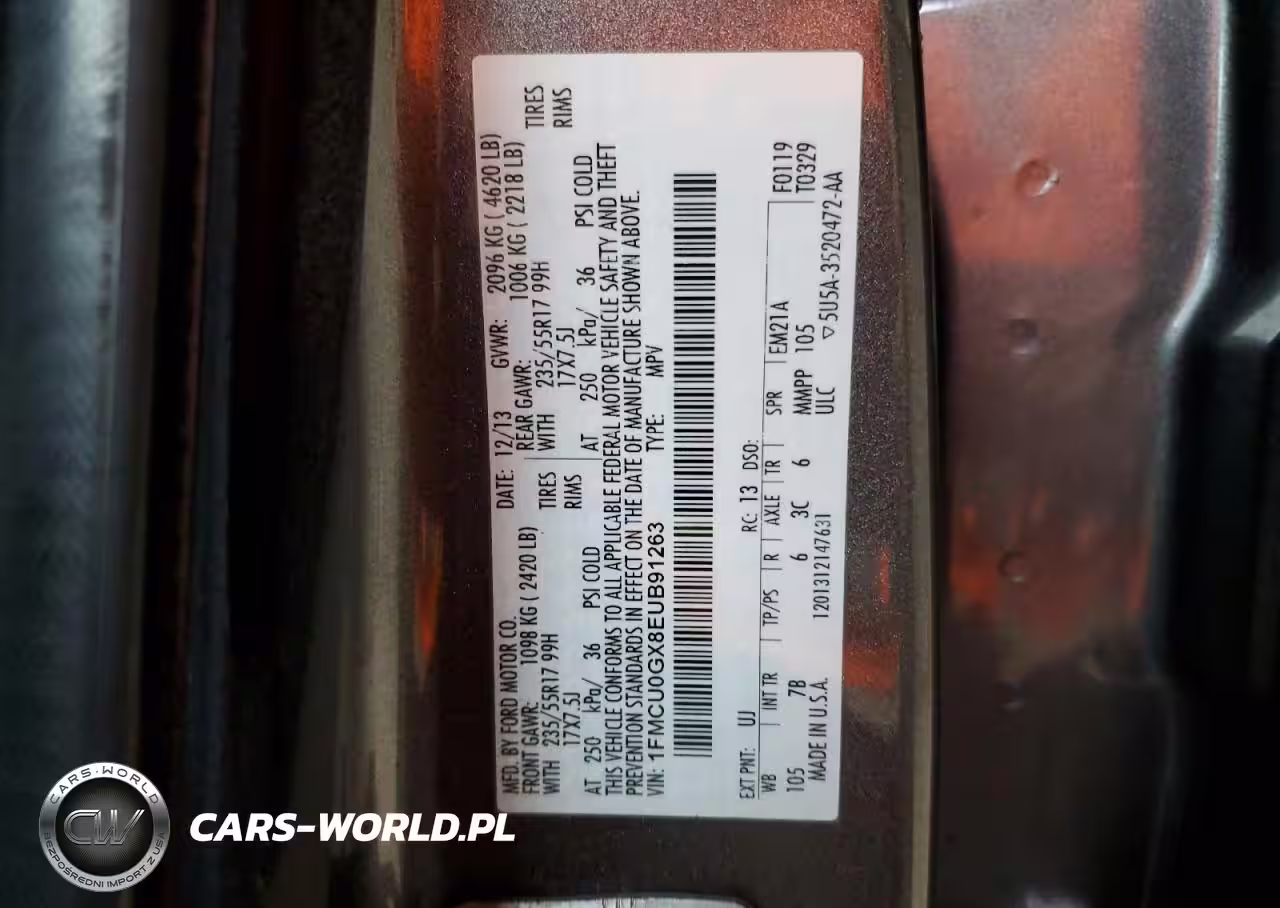 MFD. BY FORD MOTOR CO. DATE: 12/13 GVWR: 2096 KG ( 4620 LB)
FRONT GAWR: 1098 KG ( 2420 LB) REAR GAWR: 1006 KG ( 2218 LB)
WITH 235/55R17 99H TIRES WITH 235/55R17 99H TIRES
17X7.5J RIMS 17X7.5J RIMS
AT 250 kPa/ 36 PSI COLD AT 250 kPa/ 36 PSI COLD
THIS VEHICLE CONFORMS TO ALL APPLICABLE FEDERAL MOTOR VEHICLE SAFETY AND THEFT
PREVENTION STANDARDS IN EFFECT ON THE DATE OF MANUFACTURE SHOWN ABOVE.
VIN: 1FMCU0GX8EUB91263 TYPE: MPV
EXT PNT: UJ RC: 13 DSO: F0119
WB INT TR TP/PS R AXLE TR SPR EM21A T0329
105 7B 6 3C 6 MMPP 105
MADE IN U.S.A. 1201312147631 ULC ▽5U5A-3520472-AA
CARS-WORLD
CW
BEZPOŚREDNI IMPORT Z USA
CARS-WORLD.PL